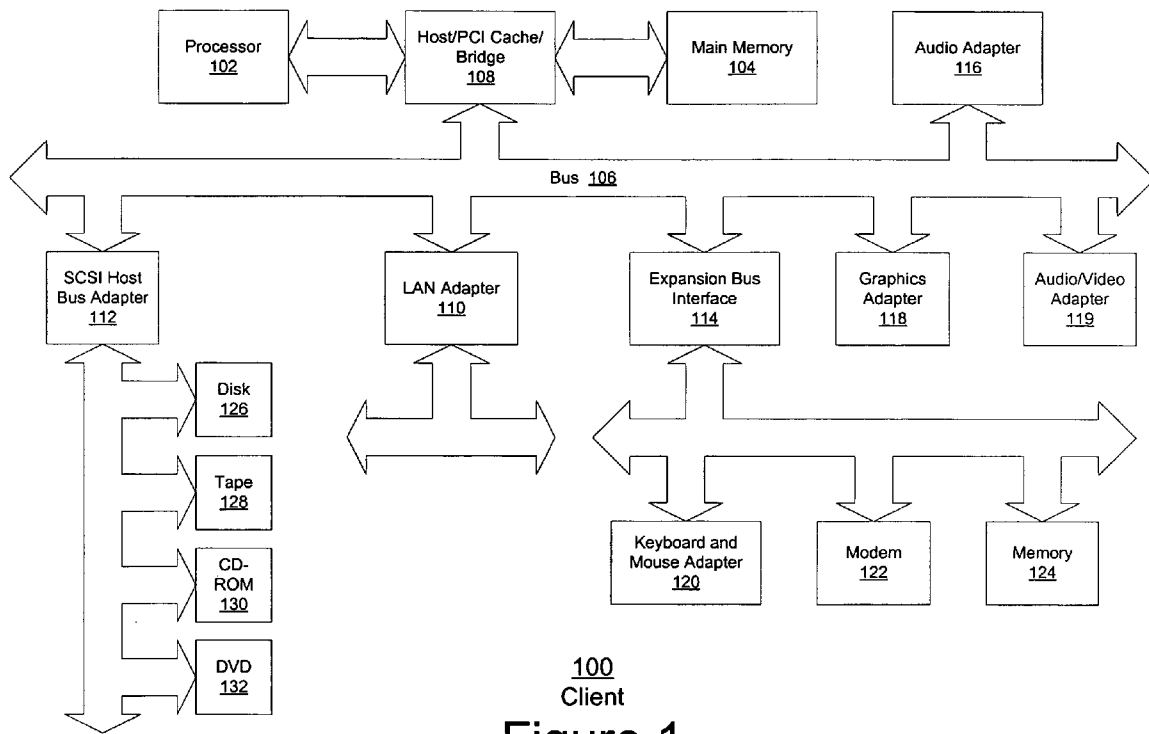 Processor
102
Host/PCI Cache/
Bridge
108
Main Memory
104
Audio Adapter
116
Bus 106
SCSI Host
Bus Adapter
112
LAN Adapter
110
Expansion Bus
Interface
114
Graphics
Adapter
118
Audio/Video
Adapter
119
Disk
126
Tape
128
CD-
ROM
130
DVD
132
Keyboard and
Mouse Adapter
120
Modem
122
Memory
124
100
Client
Figure 1